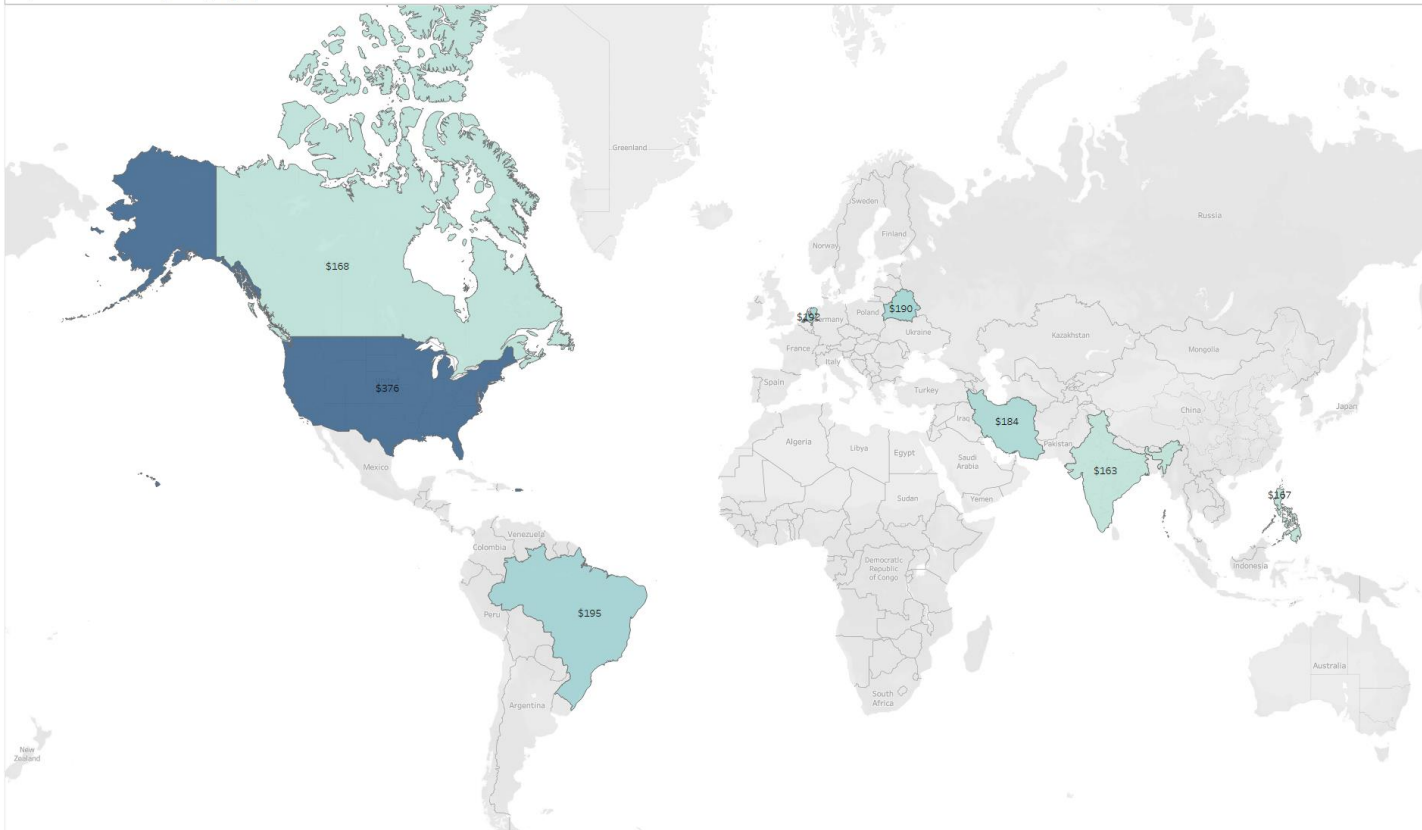 Greenland
Sweden
Russia
Finland
Norway
$168
$190
Poland
$192
Germany
Ukraine
Kazakhstan
France
Mongolia
Italy
Spain
$376
Turkey
Japan
China
Iraq
$184
Algeria
Libya
Egypt
Pakistan
Saudi
Arabia
Mexico
$163
$167
Sudan
Yemen
Venezuela
Colombia
Democratic
Republic
of Congo
Indonesia
$195
Peru
Australia
South
Africa
Argentina
New
Zealand